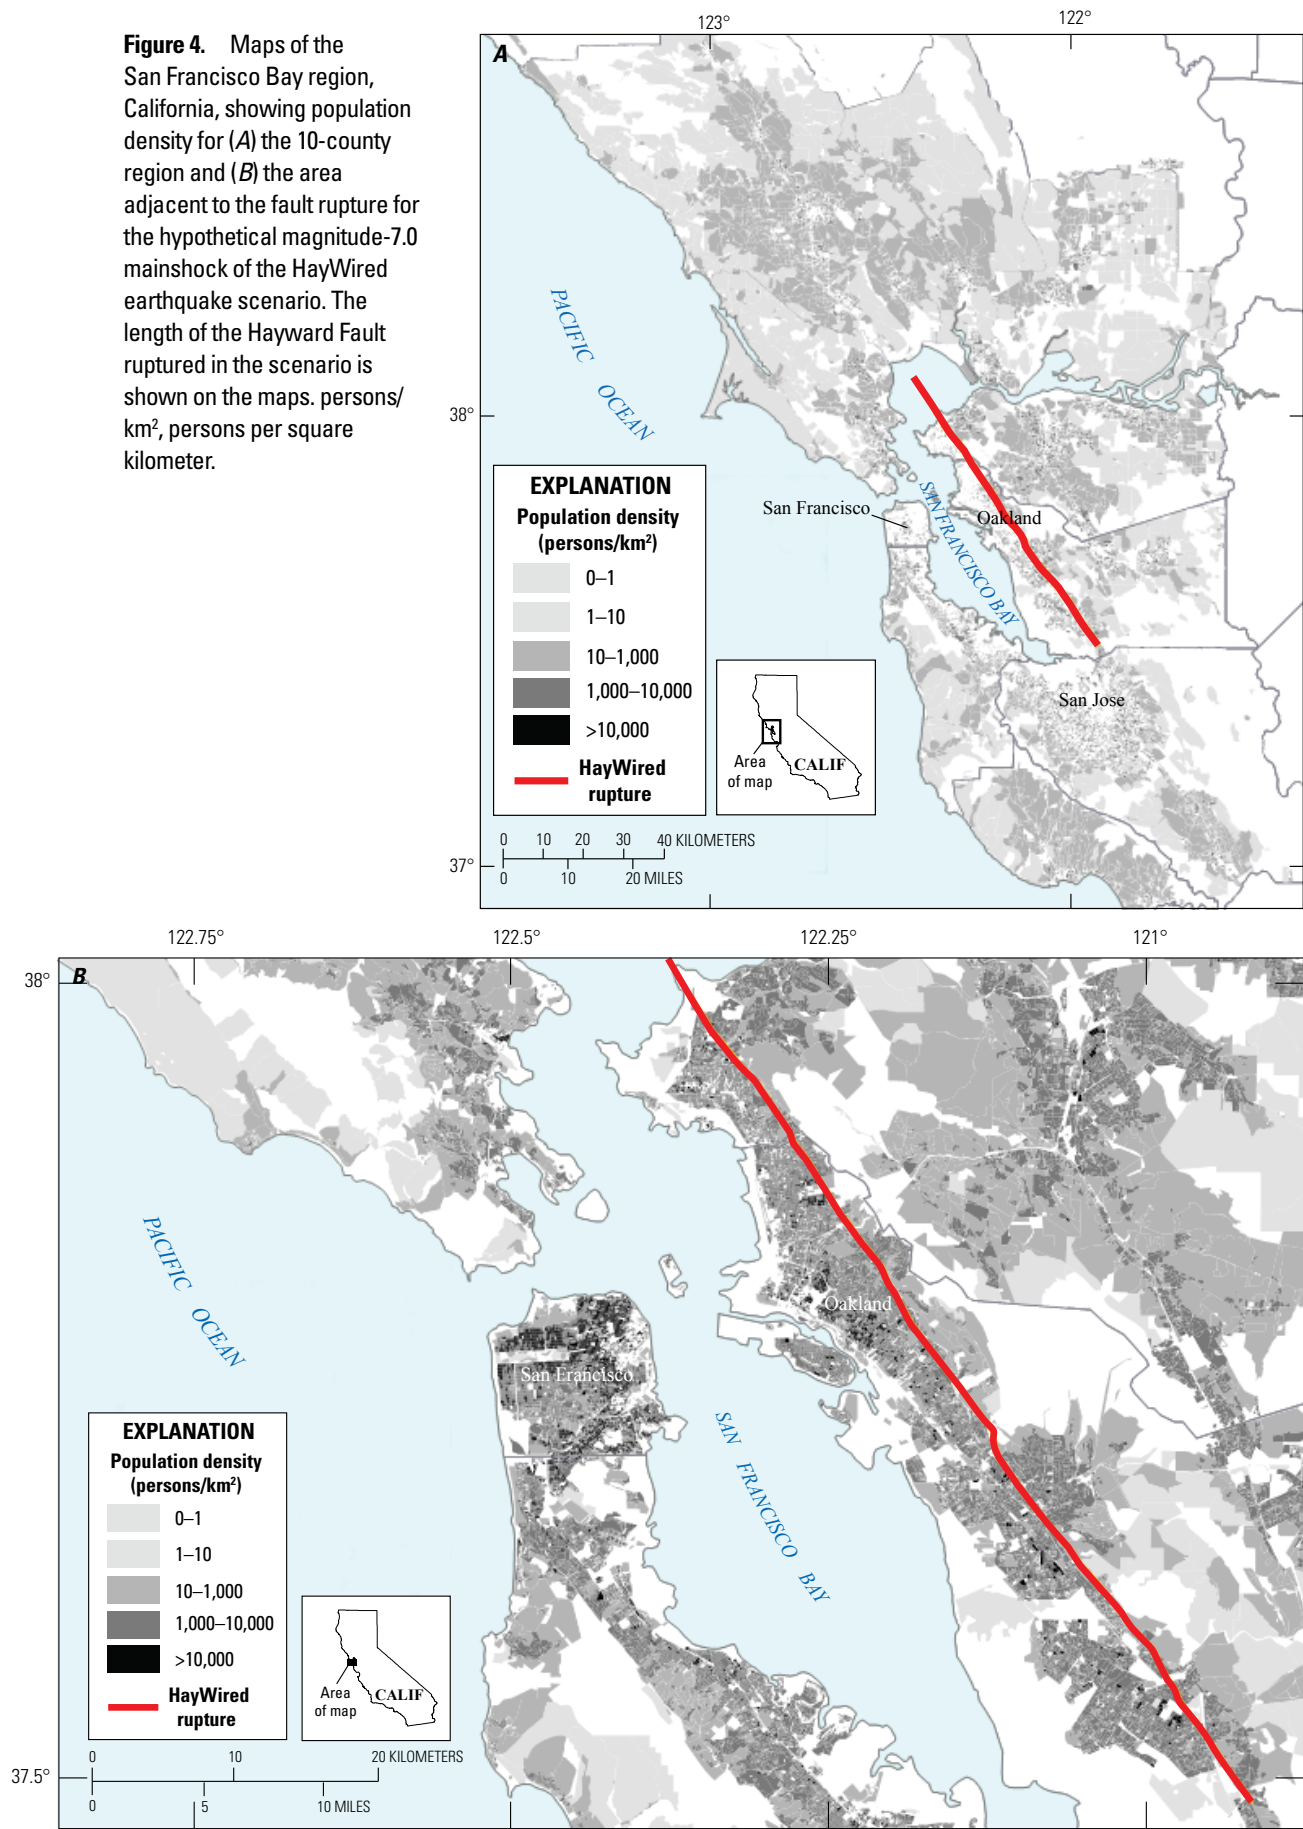 Figure 4. Maps of the
San Francisco Bay region,
California, showing population
density for (A) the 10-county
region and (B) the area
adjacent to the fault rupture for
the hypothetical magnitude-7.0
mainshock of the HayWired
earthquake scenario. The
length of the Hayward Fault
ruptured in the scenario is
shown on the maps. persons/
km², persons per square
kilometer.
123°
122°
A
38°
37°
PACIFIC OCEAN
SAN FRANCISCO BAY
San Francisco
Oakland
San Jose
EXPLANATION
Population density
(persons/km²)
0–1
1–10
10–1,000
1,000–10,000
>10,000
HayWired
rupture
Area
of map
CALIF
0 10 20 30 40 KILOMETERS
0 10 20 MILES
122.75°
122.5°
122.25°
121°
B
38°
37.5°
PACIFIC OCEAN
San Francisco
Oakland
SAN FRANCISCO BAY
EXPLANATION
Population density
(persons/km²)
0–1
1–10
10–1,000
1,000–10,000
>10,000
HayWired
rupture
Area
of map
CALIF
0 10 20 KILOMETERS
0 5 10 MILES